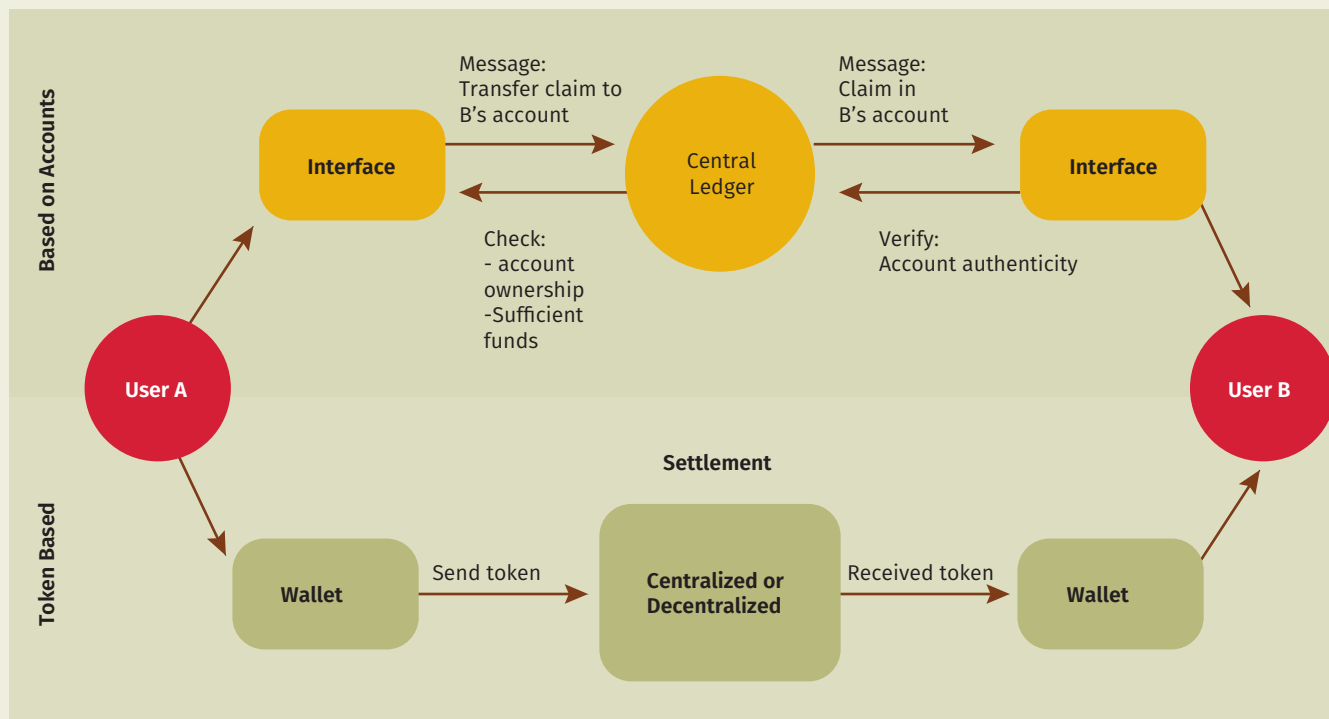 Based on Accounts
Message:
Transfer claim to
B’s account
Message:
Claim in
B’s account
Interface
Central
Ledger
Interface
Check:
- account
ownership
-Sufficient
funds
Verify:
Account authenticity
User A
User B
Token Based
Settlement
Wallet
Send token
Centralized or
Decentralized
Received token
Wallet